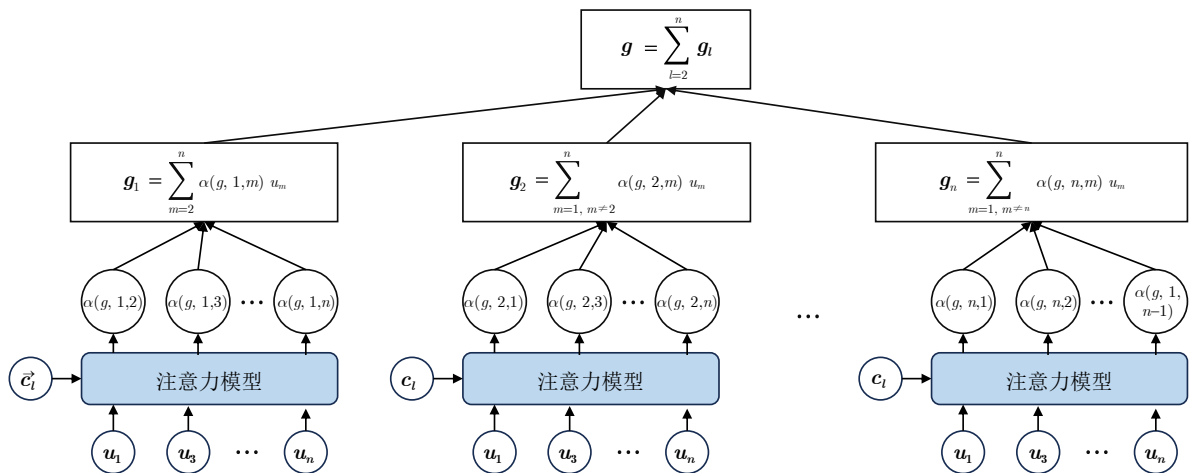 g = ∑_{l=2}^{n} g_l
g_1 = ∑_{m=2}^{n} α(g, 1,m) u_m
g_2 = ∑_{m=1, m≠2}^{n} α(g, 2,m) u_m
g_n = ∑_{m=1, m≠n}^{n} α(g, n,m) u_m
α(g, 1,2) α(g, 1,3) ··· α(g, 1,n)
α(g, 2,1) α(g, 2,3) ··· α(g, 2,n)
···
α(g, n,1) α(g, n,2) ··· α(g, 1,
n−1)
c⃗_l 注意力模型
c_l 注意力模型
c_l 注意力模型
u_1 u_3 ··· u_n
u_1 u_3 ··· u_n
u_1 u_3 ··· u_n